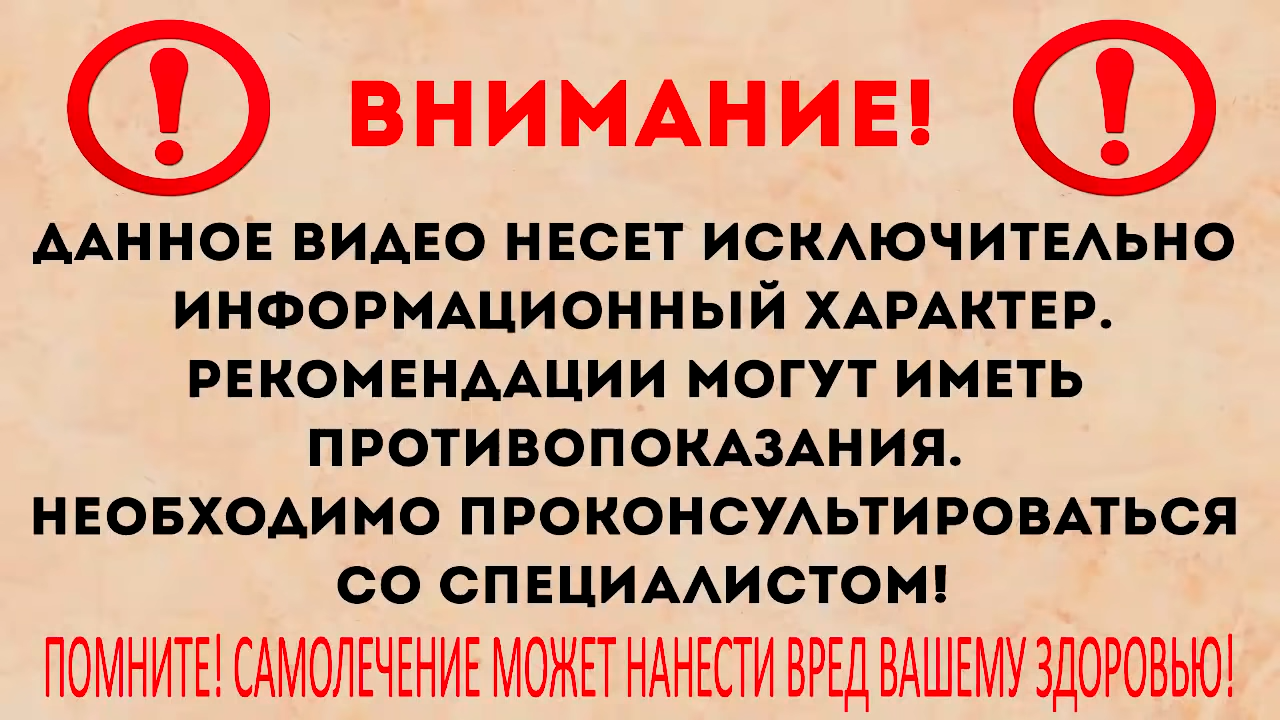 ВНИМАНИЕ!
ДАННОЕ ВИДЕО НЕСЕТ ИСКЛЮЧИТЕЛЬНО
ИНФОРМАЦИОННЫЙ ХАРАКТЕР.
РЕКОМЕНДАЦИИ МОГУТ ИМЕТЬ
ПРОТИВОПОКАЗАНИЯ.
НЕОБХОДИМО ПРОКОНСУЛЬТИРОВАТЬСЯ
СО СПЕЦИАЛИСТОМ!
ПОМНИТЕ! САМОЛЕЧЕНИЕ МОЖЕТ НАНЕСТИ ВРЕД ВАШЕМУ ЗДОРОВЬЮ!